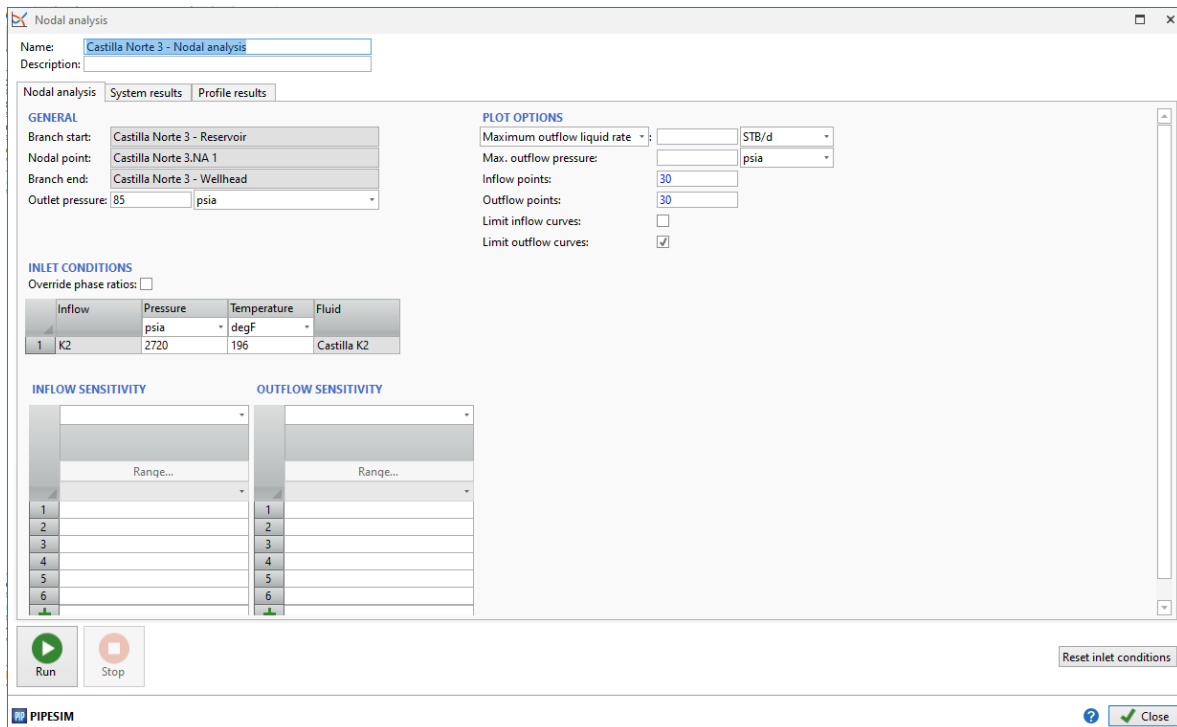 Nodal analysis
Name: Castilla Norte 3 - Nodal analysis
Description:
Nodal analysis System results Profile results
GENERAL
Branch start: Castilla Norte 3 - Reservoir
Nodal point: Castilla Norte 3.NA 1
Branch end: Castilla Norte 3 - Wellhead
Outlet pressure: 85 psia
PLOT OPTIONS
Maximum outflow liquid rate : STB/d
Max. outflow pressure: psia
Inflow points: 30
Outflow points: 30
Limit inflow curves:
Limit outflow curves:
INLET CONDITIONS
Override phase ratios:
Inflow Pressure Temperature Fluid
psia degF
1 K2 2720 196 Castilla K2
INFLOW SENSITIVITY OUTFLOW SENSITIVITY
Range... Range...
1 1
2 2
3 3
4 4
5 5
6 6
Run Stop
Reset inlet conditions
PIP PIPESIM ? Close